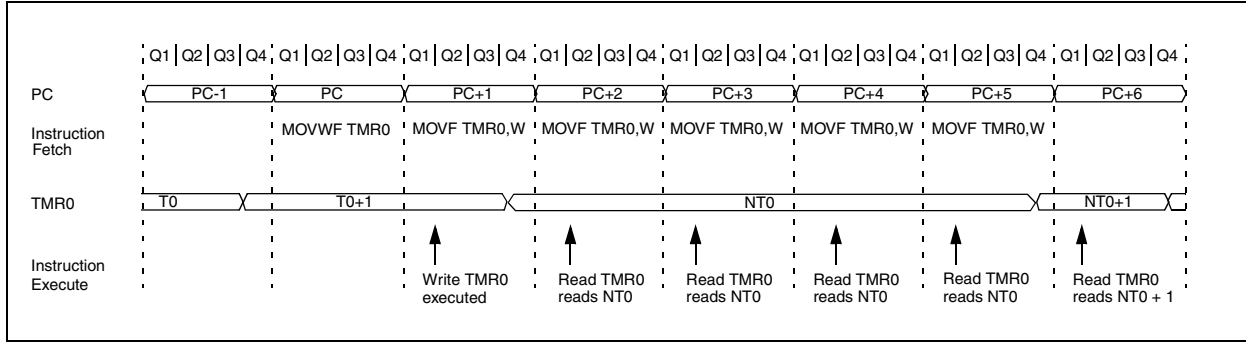 Q1 Q2 Q3 Q4 Q1 Q2 Q3 Q4 Q1 Q2 Q3 Q4 Q1 Q2 Q3 Q4 Q1 Q2 Q3 Q4 Q1 Q2 Q3 Q4 Q1 Q2 Q3 Q4 Q1 Q2 Q3 Q4
PC PC-1 PC PC+1 PC+2 PC+3 PC+4 PC+5 PC+6
Instruction MOVWF TMR0 MOVF TMR0,W MOVF TMR0,W MOVF TMR0,W MOVF TMR0,W MOVF TMR0,W
Fetch
TMR0 T0 T0+1 NT0 NT0+1
Instruction Write TMR0 Read TMR0 Read TMR0 Read TMR0 Read TMR0 Read TMR0
Execute executed reads NT0 reads NT0 reads NT0 reads NT0 reads NT0 + 1